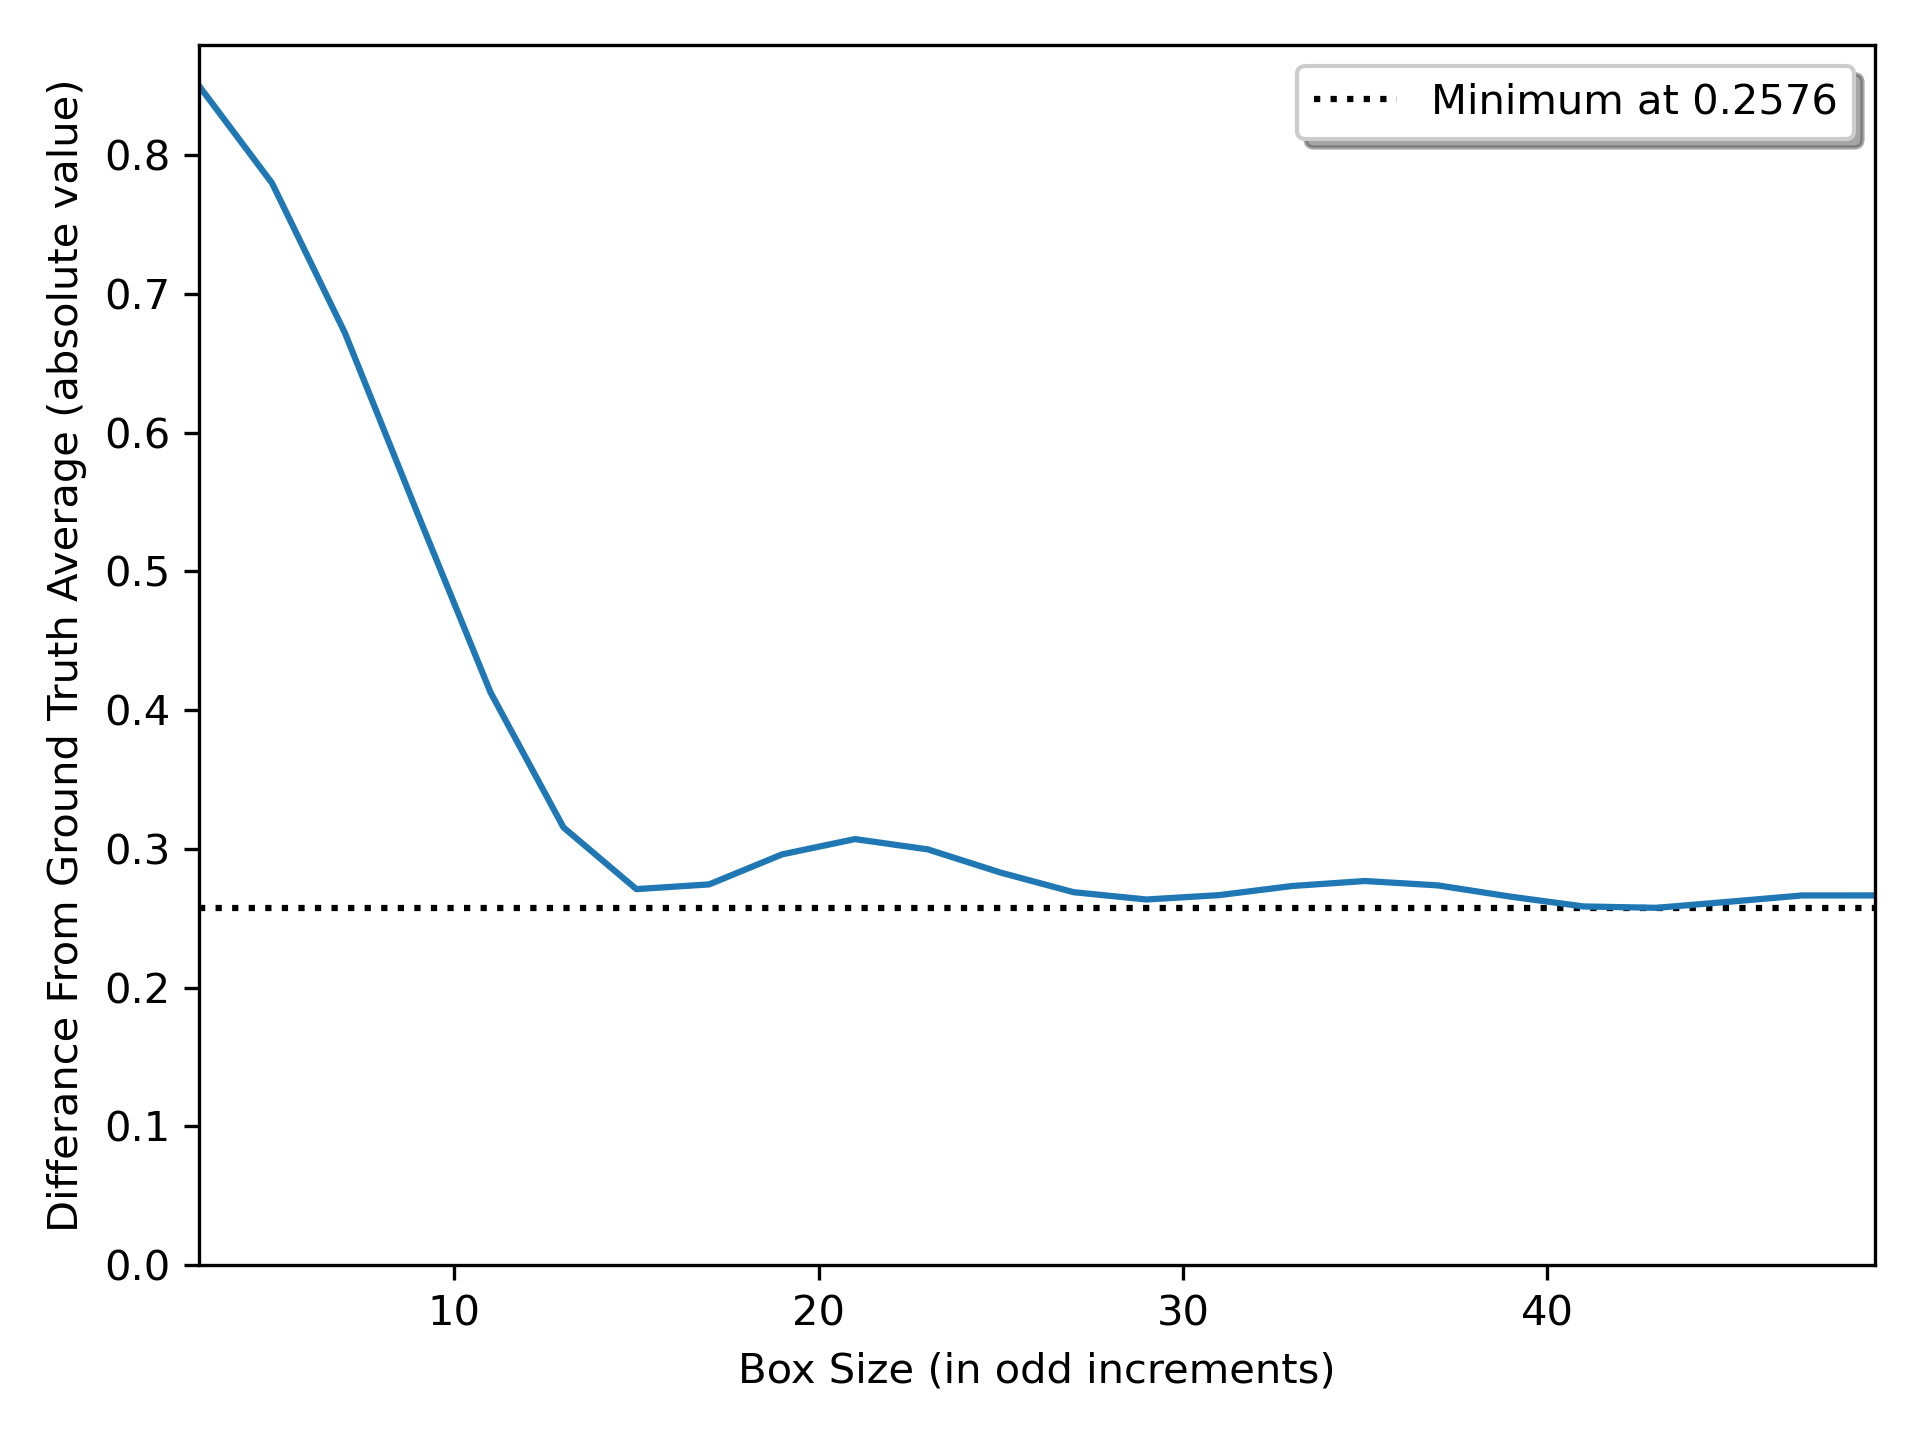 Minimum at 0.2576
Differance From Ground Truth Average (absolute value)
0.8
0.7
0.6
0.5
0.4
0.3
0.2
0.1
0.0
10 20 30 40
Box Size (in odd increments)